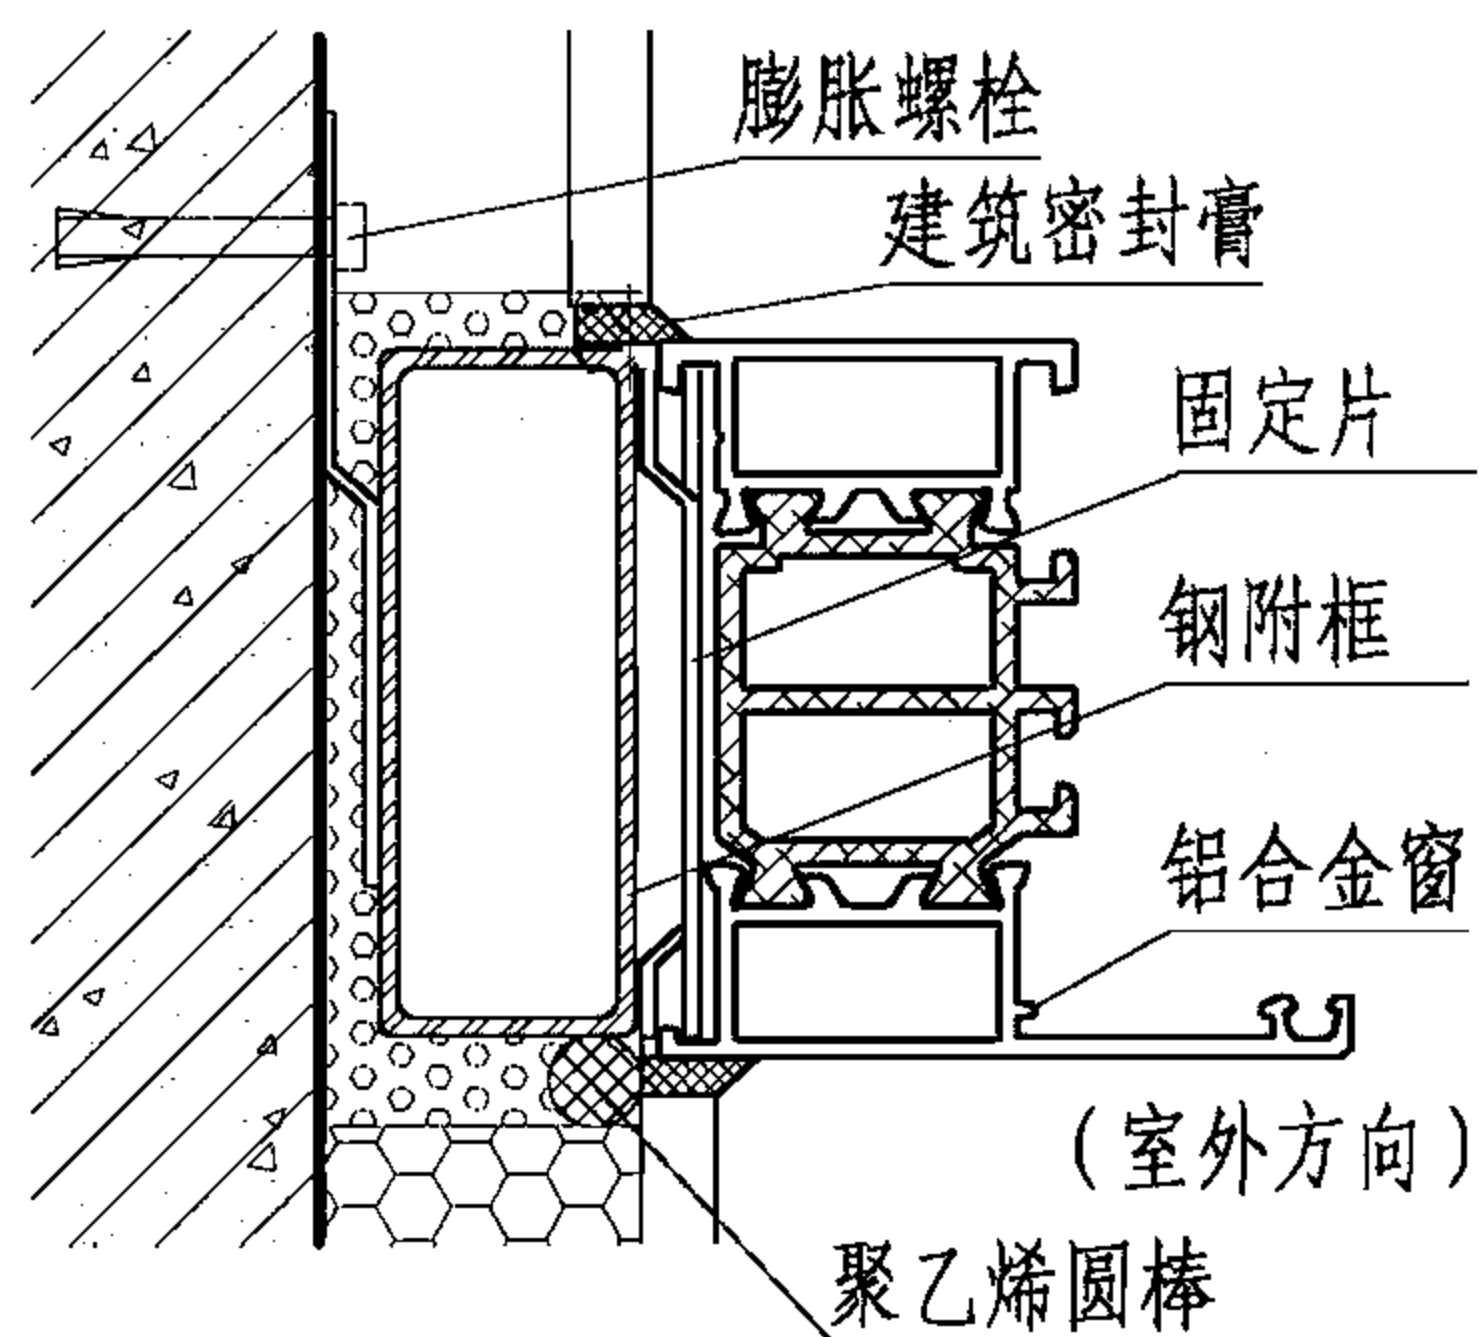 膨胀螺栓
建筑密封膏
固定片
钢附框
铝合金窗
(室外方向)
聚乙烯圆棒